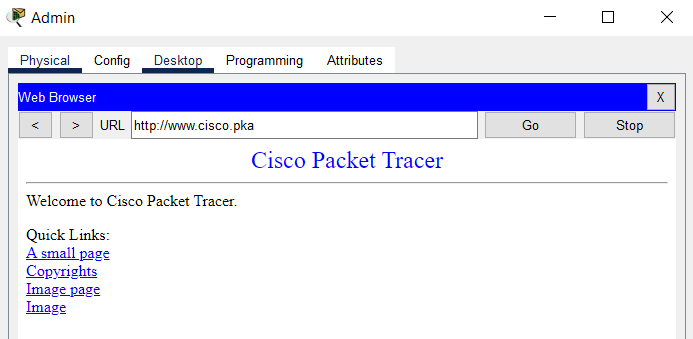 Admin
Physical Config Desktop Programming Attributes
Web Browser X
< > URL http://www.cisco.pka Go Stop
Cisco Packet Tracer
Welcome to Cisco Packet Tracer.
Quick Links:
A small page
Copyrights
Image page
Image